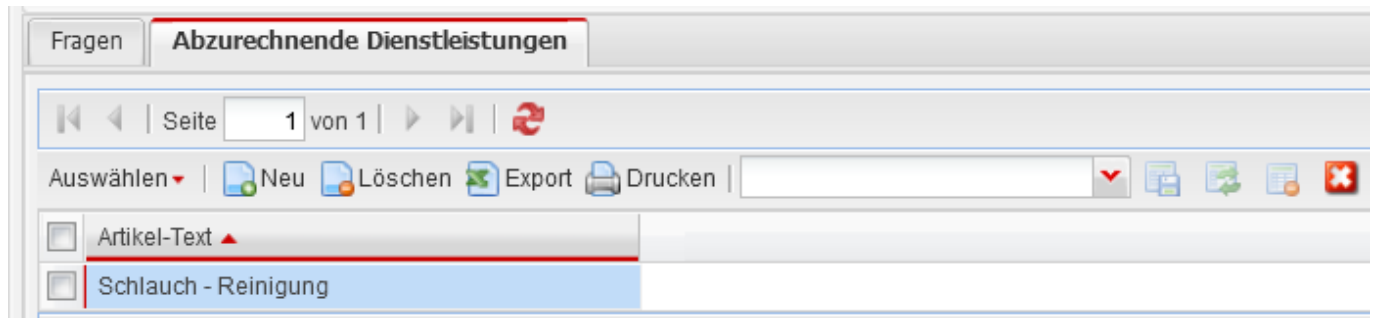 Fragen Abzurechnende Dienstleistungen
Seite 1 von 1
Auswählen Neu Löschen Export Drucken
Artikel-Text
Schlauch - Reinigung